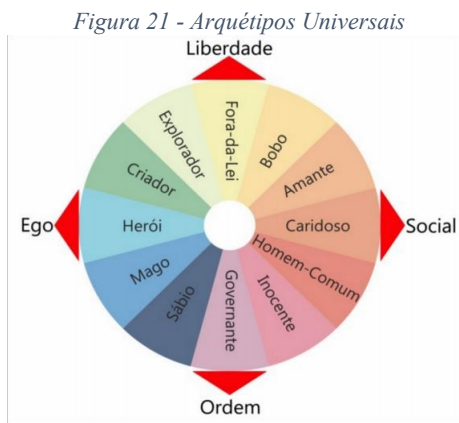 Figura 21 - Arquétipos Universais
Liberdade
Fora-da-Lei
Bobo
Amante
Caridoso
Homem-Comum
Inocente
Governante
Sábio
Mago
Herói
Criador
Explorador
Ego
Social
Ordem